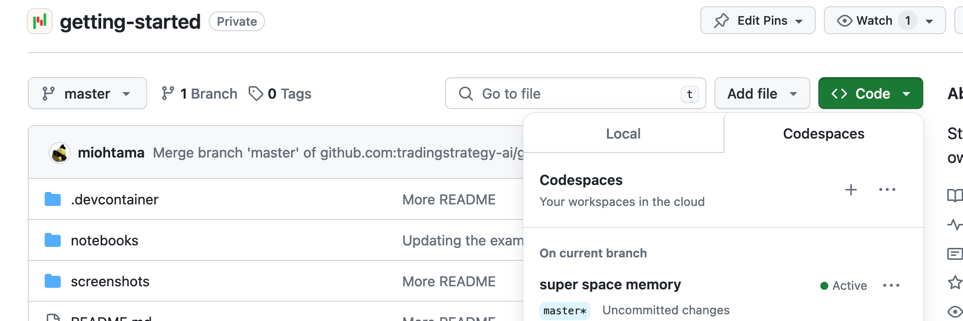 getting-started Private
Edit Pins
Watch 1
master
1 Branch
0 Tags
Go to file t
Add file
Code
miohtama Merge branch 'master' of github.com:tradingstrategy-ai/g
.devcontainer More README
notebooks Updating the exam
screenshots More README
README.md More README
Local
Codespaces
Codespaces
Your workspaces in the cloud
On current branch
super space memory Active
master* Uncommitted changes